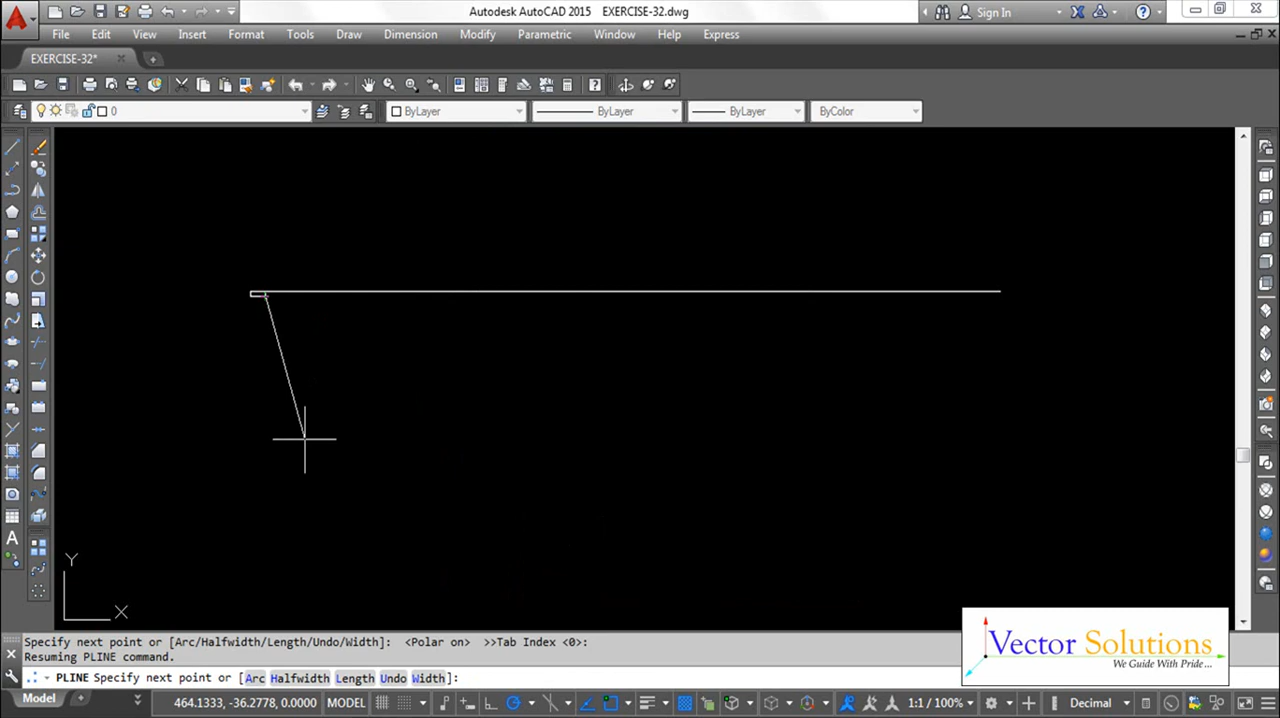 Autodesk AutoCAD 2015 EXERCISE-32.dwg
Sign In
File Edit View Insert Format Tools Draw Dimension Modify Parametric Window Help Express
EXERCISE-32*
0 ByLayer ByLayer ByLayer ByColor
Y
X
Specify next point or [Arc/Halfwidth/Length/Undo/Width]: <Polar on> >>Tab Index <0>:
Resuming PLINE command.
PLINE Specify next point or [Arc Halfwidth Length Undo Width]:
Vector Solutions
We Guide With Pride...
Model
464.1333, -36.2778, 0.0000 MODEL 1:1 / 100% Decimal